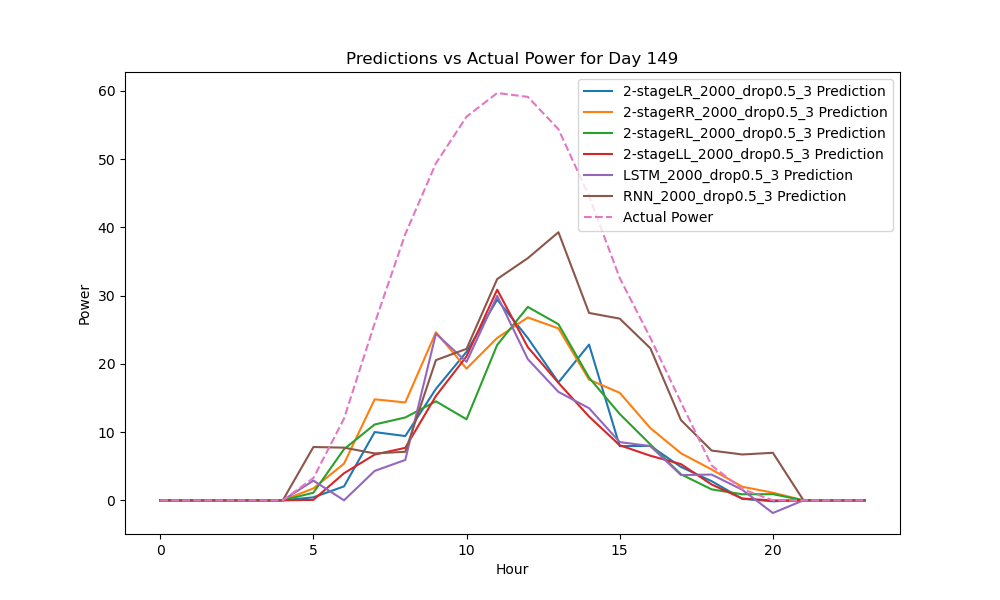 Predictions vs Actual Power for Day 149
2-stageLR_2000_drop0.5_3 Prediction
2-stageRR_2000_drop0.5_3 Prediction
2-stageRL_2000_drop0.5_3 Prediction
2-stageLL_2000_drop0.5_3 Prediction
LSTM_2000_drop0.5_3 Prediction
RNN_2000_drop0.5_3 Prediction
Actual Power
60
50
40
30
20
10
0
Power
0 5 10 15 20
Hour